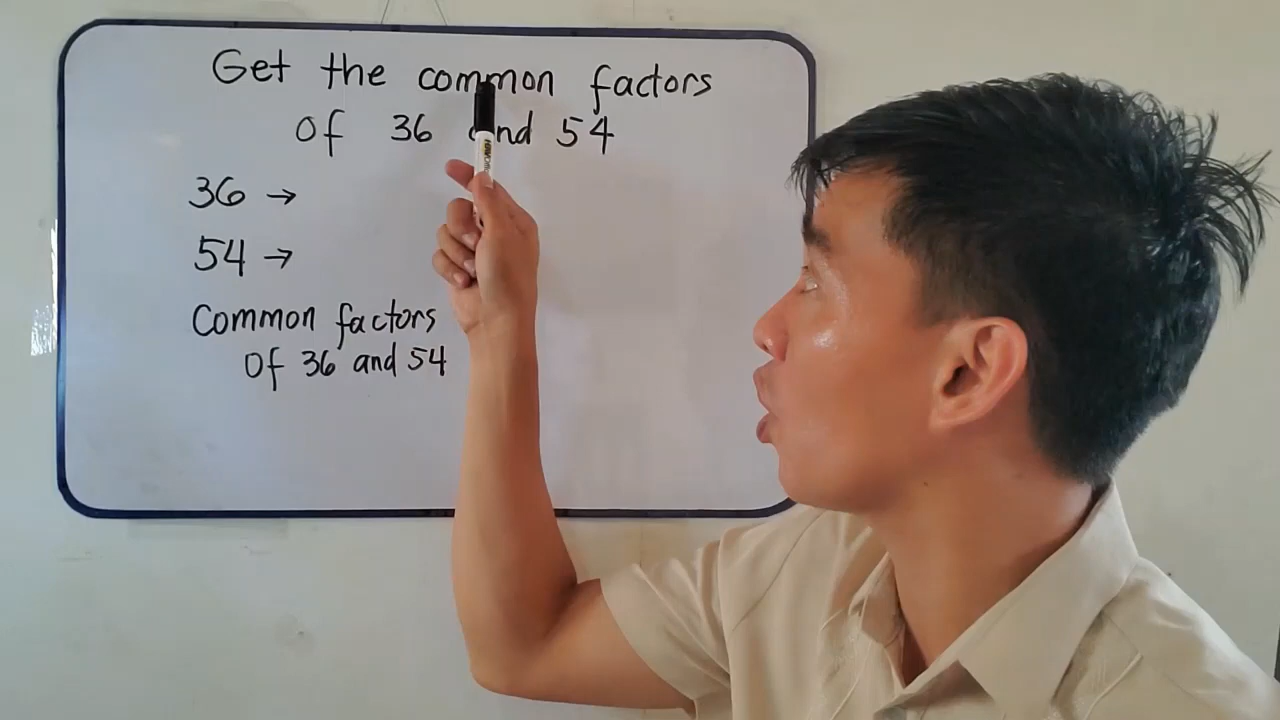 Get the common factors
of 36 and 54
36 →
54 →
Common factors
of 36 and 54